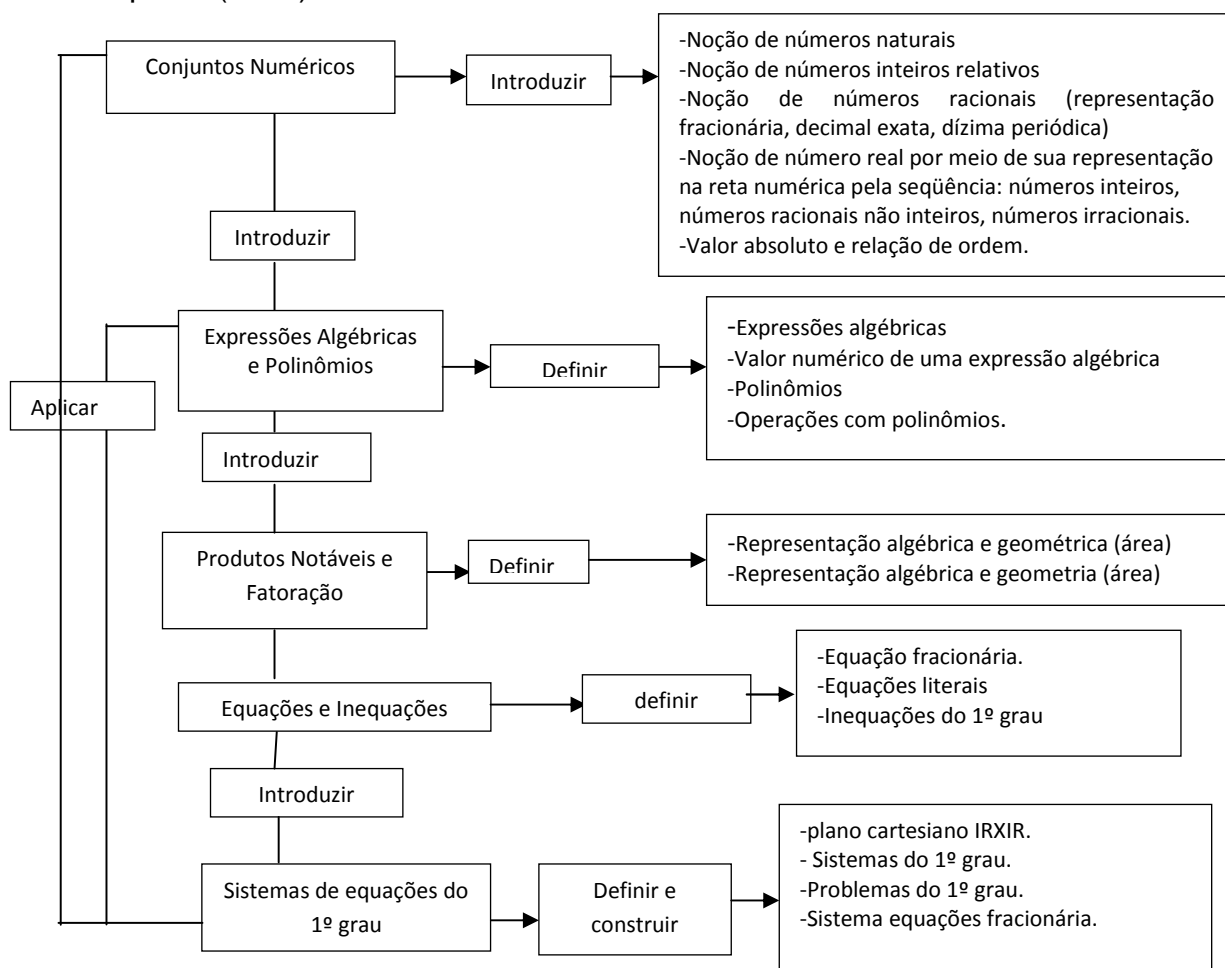 Conjuntos Numéricos
Introduzir
-Noção de números naturais
-Noção de números inteiros relativos
-Noção de números racionais (representação
fracionária, decimal exata, dízima periódica)
-Noção de número real por meio de sua representação
na reta numérica pela seqüência: números inteiros,
números racionais não inteiros, números irracionais.
-Valor absoluto e relação de ordem.
Introduzir
Expressões Algébricas
e Polinômios
Definir
-Expressões algébricas
-Valor numérico de uma expressão algébrica
-Polinômios
-Operações com polinômios.
Aplicar
Introduzir
Produtos Notáveis e
Fatoração
Definir
-Representação algébrica e geométrica (área)
-Representação algébrica e geometria (área)
Equações e Inequações
definir
-Equação fracionária.
-Equações literais
-Inequações do 1º grau
Introduzir
Sistemas de equações do
1º grau
Definir e
construir
-plano cartesiano IRXIR.
- Sistemas do 1º grau.
-Problemas do 1º grau.
-Sistema equações fracionária.